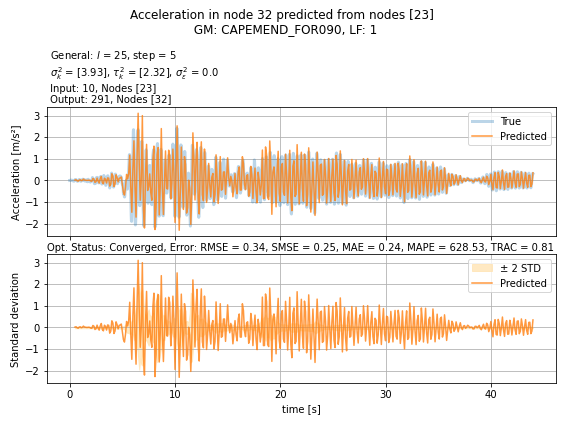 Acceleration in node 32 predicted from nodes [23]
GM: CAPEMEND_FOR090, LF: 1
General: l = 25, step = 5
σ²ₖ = [3.93], τ²ₖ = [2.32], σ²ε = 0.0
Input: 10, Nodes [23]
Output: 291, Nodes [32]
Acceleration [m/s²]
3
2
1
0
−1
−2
True
Predicted
Opt. Status: Converged, Error: RMSE = 0.34, SMSE = 0.25, MAE = 0.24, MAPE = 628.53, TRAC = 0.81
Standard deviation
3
2
1
0
−1
−2
± 2 STD
Predicted
0 10 20 30 40
time [s]